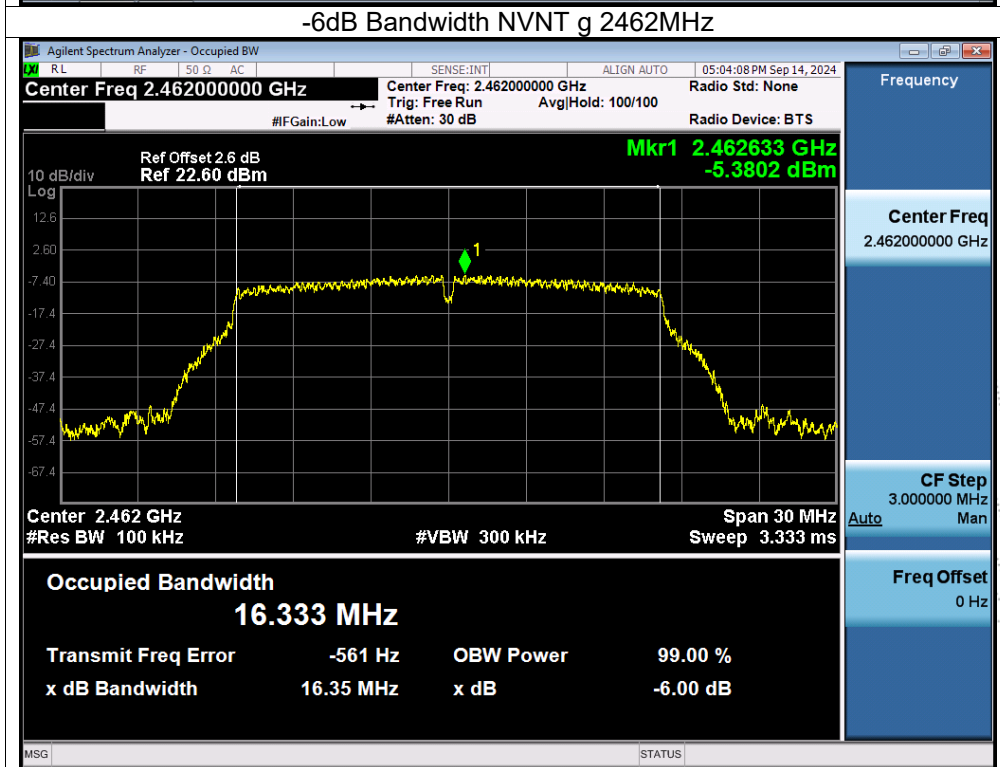 -6dB Bandwidth NVNT g 2462MHz
Agilent Spectrum Analyzer - Occupied BW
LXI RL RF 50 Ω AC SENSE:INT ALIGN AUTO 05:04:08 PM Sep 14, 2024
Center Freq 2.462000000 GHz
Center Freq: 2.462000000 GHz Radio Std: None
Trig: Free Run Avg|Hold: 100/100
#IFGain:Low #Atten: 30 dB Radio Device: BTS
Frequency
Mkr1 2.462633 GHz
-5.3802 dBm
Ref Offset 2.6 dB
10 dB/div Ref 22.60 dBm
Log
12.6
2.60
-7.40
-17.4
-27.4
-37.4
-47.4
-57.4
-67.4
1
Center 2.462 GHz Span 30 MHz
#Res BW 100 kHz #VBW 300 kHz Sweep 3.333 ms
Center Freq
2.462000000 GHz
CF Step
3.000000 MHz
Auto Man
Freq Offset
0 Hz
Occupied Bandwidth
16.333 MHz
Transmit Freq Error -561 Hz OBW Power 99.00 %
x dB Bandwidth 16.35 MHz x dB -6.00 dB
MSG STATUS